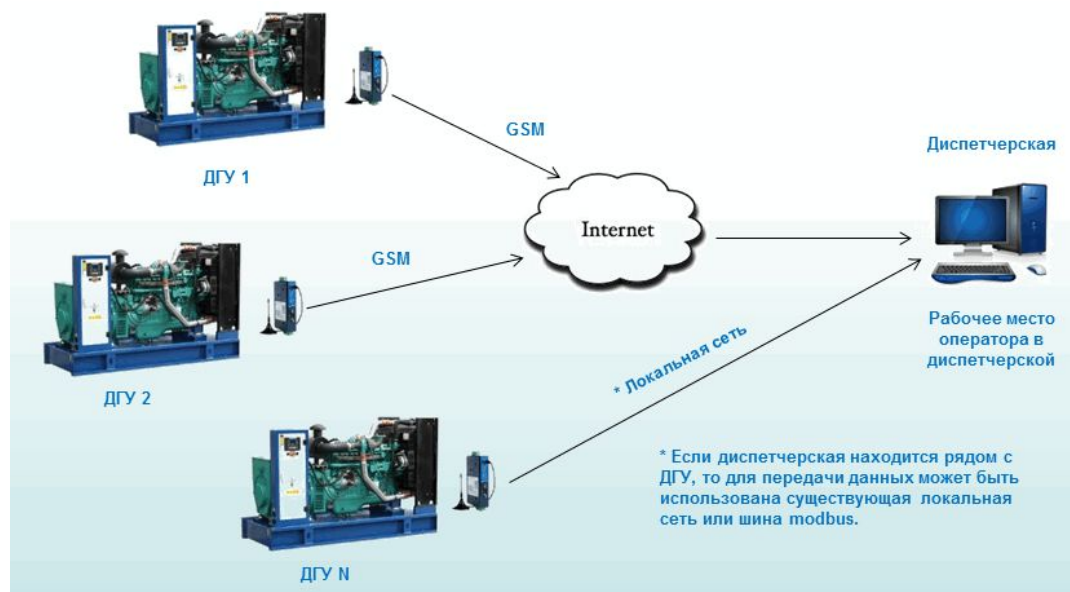 GSM
ДГУ 1
Диспетчерская
Internet
GSM
Рабочее место
оператора в
диспетчерской
* Локальная сеть
ДГУ 2
* Если диспетчерская находится рядом с
ДГУ, то для передачи данных может быть
использована существующая локальная
сеть или шина modbus.
ДГУ N